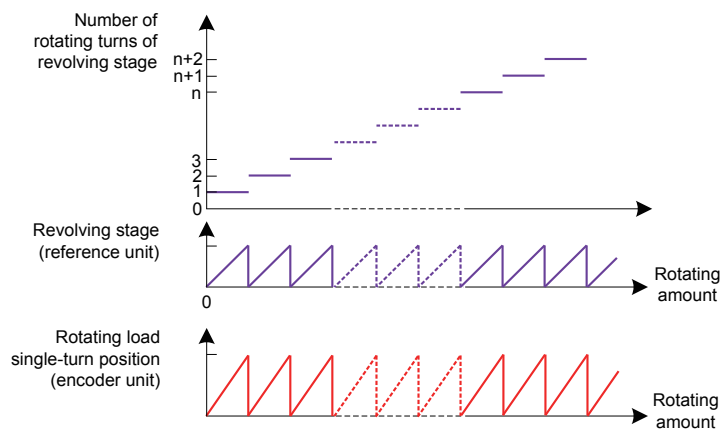 Number of
rotating turns of
revolving stage
n+2
n+1
n
3
2
1
0
Revolving stage
(reference unit)
0
Rotating
amount
Rotating load
single-turn position
(encoder unit)
Rotating
amount